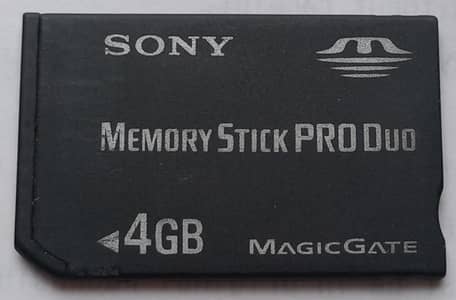 SONY
MEMORY STICK PRO DUO
4GB MAGICGATE